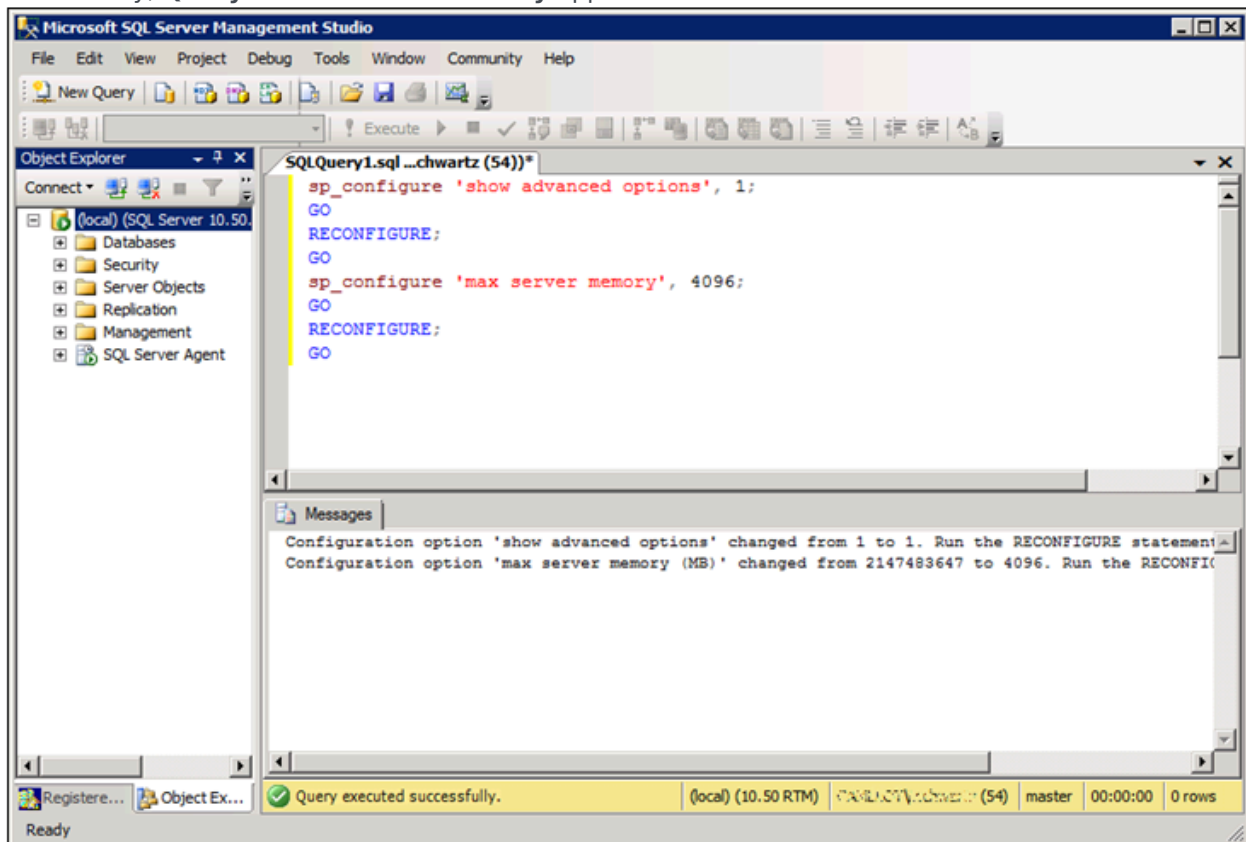 Microsoft SQL Server Management Studio
File Edit View Project Debug Tools Window Community Help
New Query
Execute
Object Explorer
SQLQuery1.sql ...chwartz (54))*
Connect
(local) (SQL Server 10.50.
Databases
Security
Server Objects
Replication
Management
SQL Server Agent
sp_configure 'show advanced options', 1;
GO
RECONFIGURE;
GO
sp_configure 'max server memory', 4096;
GO
RECONFIGURE;
GO
Messages
Configuration option 'show advanced options' changed from 1 to 1. Run the RECONFIGURE statement
Configuration option 'max server memory (MB)' changed from 2147483647 to 4096. Run the RECONFIG
Registere... Object Ex...
Query executed successfully. (local) (10.50 RTM) (54) master 00:00:00 0 rows
Ready